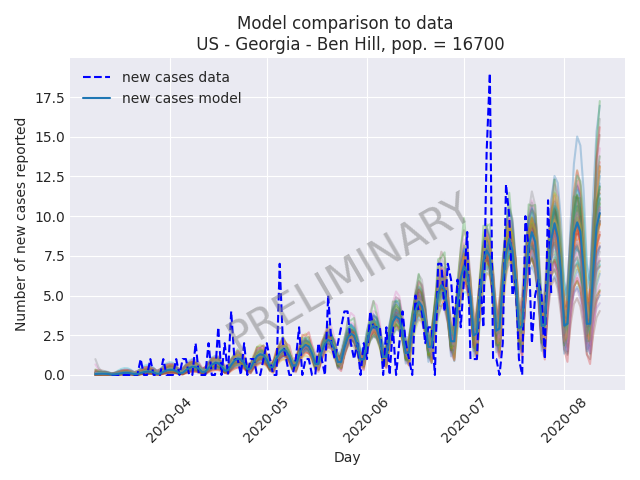 Model comparison to data
US - Georgia - Ben Hill, pop. = 16700
new cases data
new cases model
PRELIMINARY
Number of new cases reported
17.5
15.0
12.5
10.0
7.5
5.0
2.5
0.0
2020-04
2020-05
2020-06
2020-07
2020-08
Day